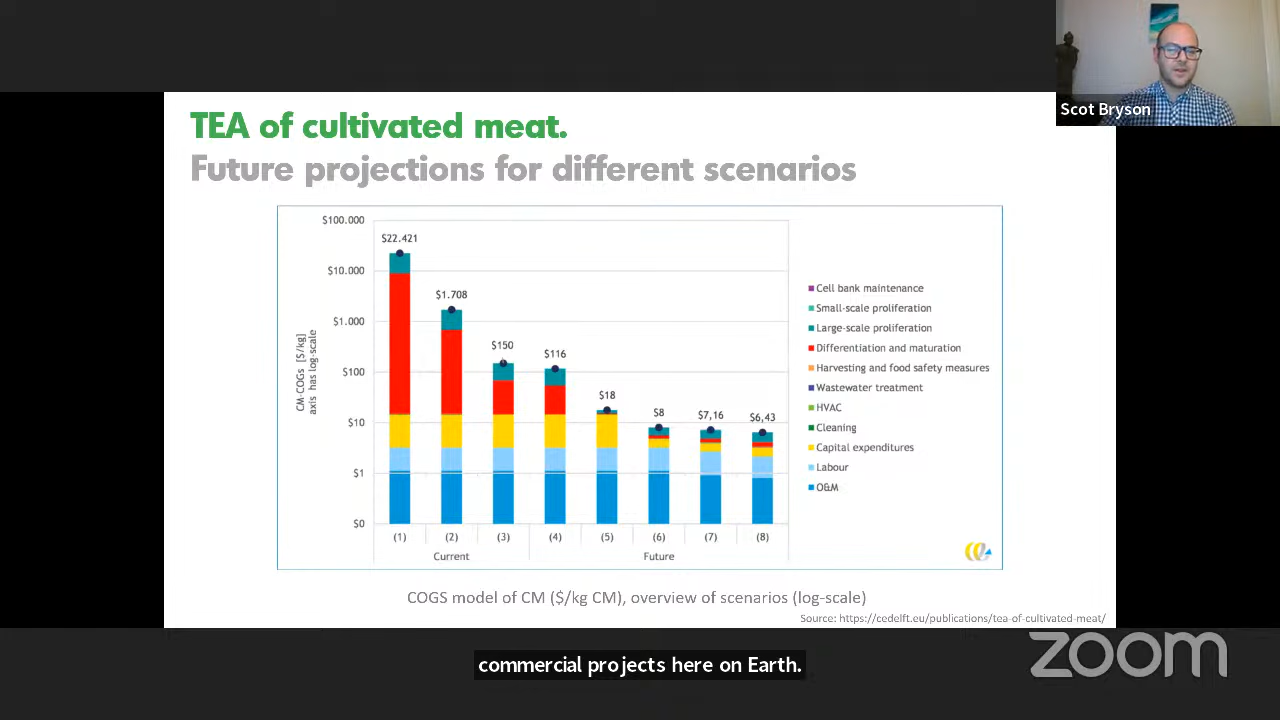 Scot Bryson
TEA of cultivated meat.
Future projections for different scenarios
CM-COGs [$/kg]
axis has log-scale
$100.000
$10.000
$1.000
$100
$10
$1
$0
$22.421
$1.708
$150
$116
$18
$8
$7,16
$6,43
(1) (2) (3) (4) (5) (6) (7) (8)
Current Future
Cell bank maintenance
Small-scale proliferation
Large-scale proliferation
Differentiation and maturation
Harvesting and food safety measures
Wastewater treatment
HVAC
Cleaning
Capital expenditures
Labour
O&M
COGS model of CM ($/kg CM), overview of scenarios (log-scale)
Source: https://cedelft.eu/publications/tea-of-cultivated-meat/
commercial projects here on Earth.
zoom